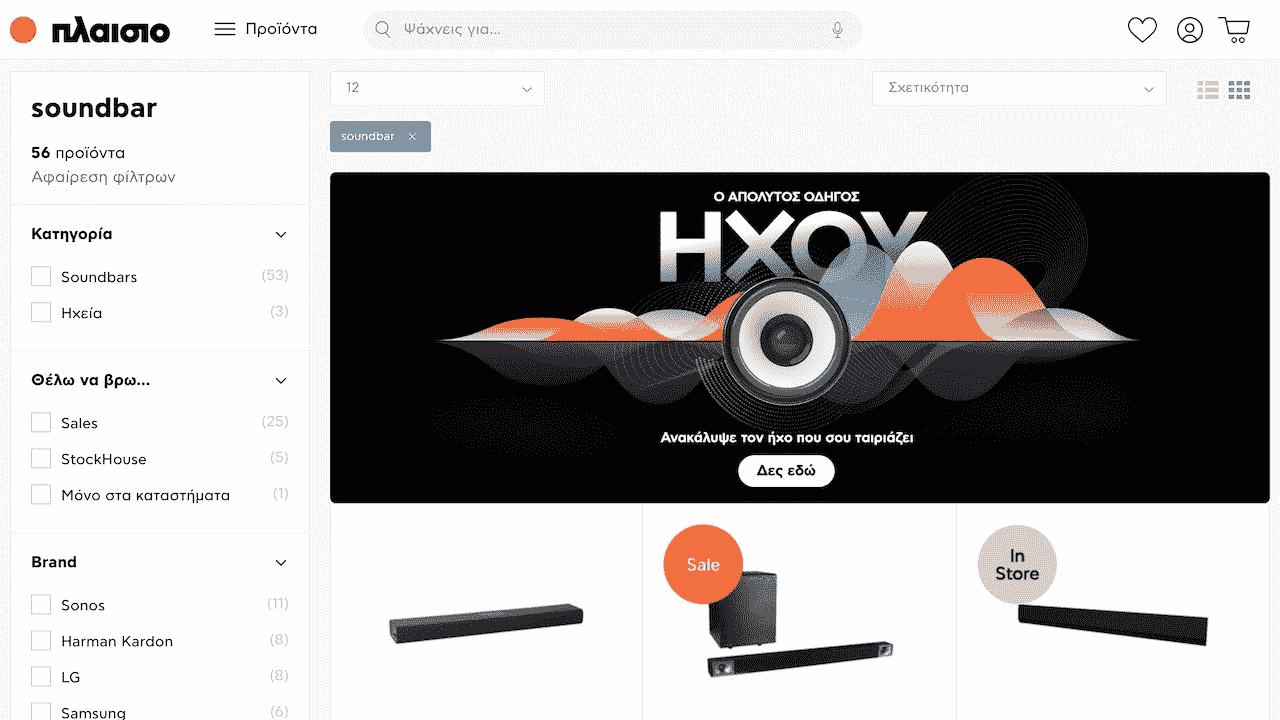 πλαισιο
Προϊόντα
Ψάχνεις για...
soundbar
56 προϊόντα
Αφαίρεση φίλτρων
Κατηγορία
Soundbars (53)
Ηχεία (3)
Θέλω να βρω...
Sales (25)
StockHouse (5)
Μόνο στα καταστήματα (1)
Brand
Sonos (11)
Harman Kardon (8)
LG (8)
Samsung (6)
12
Σχετικότητα
soundbar
Ο ΑΠΟΛΥΤΟΣ ΟΔΗΓΟΣ
ΗΧΟΥ
Ανακάλυψε τον ήχο που σου ταιριάζει
Δες εδώ
Sale
In
Store